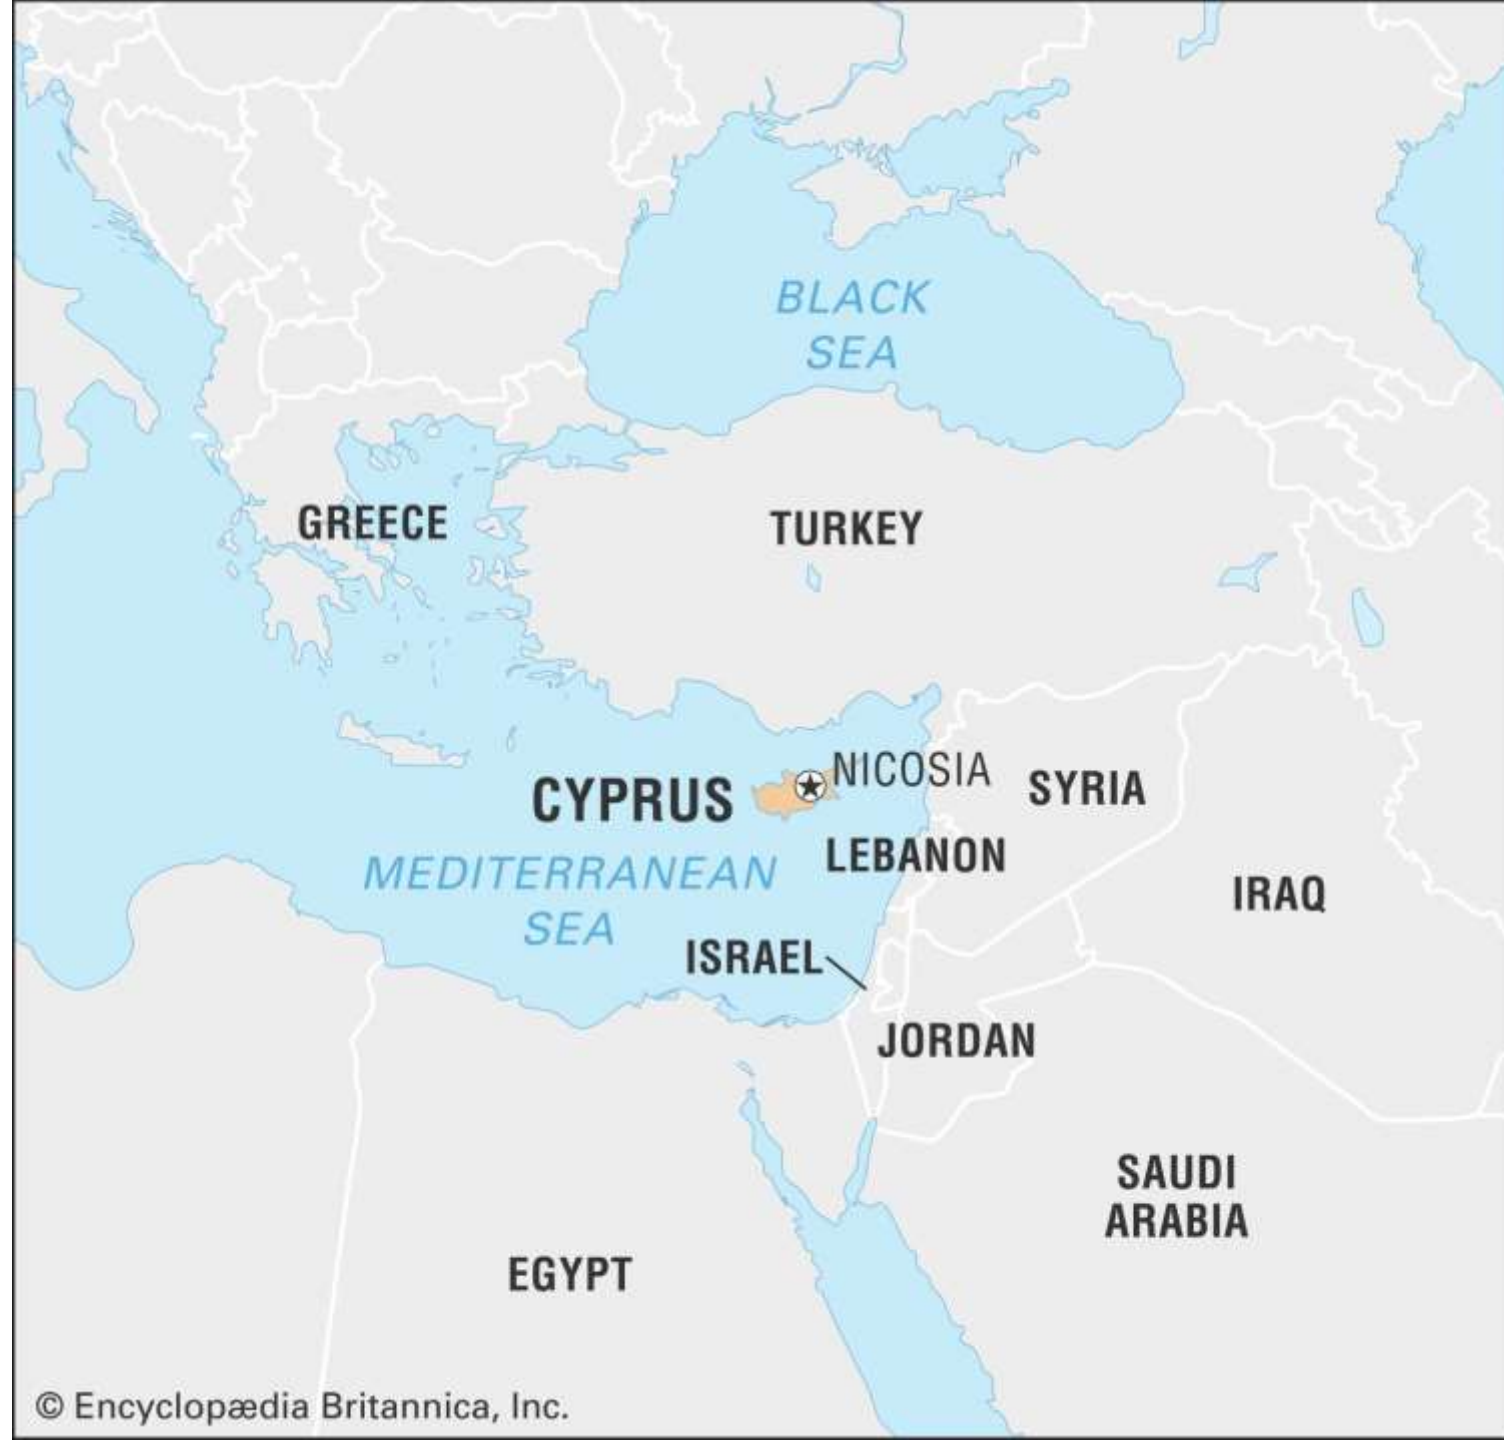 BLACK
SEA
GREECE
TURKEY
NICOSIA
CYPRUS
SYRIA
LEBANON
MEDITERRANEAN
SEA
IRAQ
ISRAEL
JORDAN
SAUDI
ARABIA
EGYPT
© Encyclopædia Britannica, Inc.